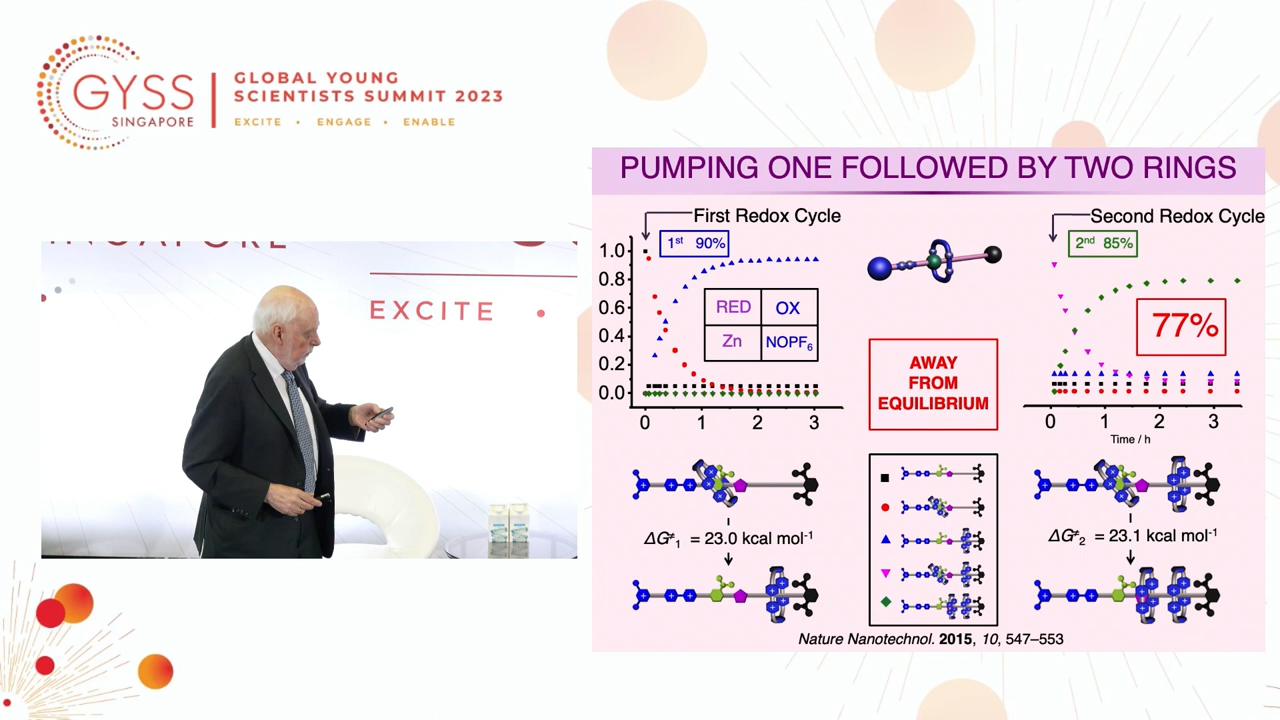 GYSS
SINGAPORE
GLOBAL YOUNG
SCIENTISTS SUMMIT 2023
EXCITE • ENGAGE • ENABLE
SINGAPORE
EXCITE •
PUMPING ONE FOLLOWED BY TWO RINGS
First Redox Cycle
1st 90%
1.0
0.8
0.6
0.4
0.2
0.0
0 1 2 3
RED OX
Zn NOPF6
AWAY
FROM
EQUILIBRIUM
Second Redox Cycle
2nd 85%
77%
0 1 2 3
Time / h
ΔG≠1 = 23.0 kcal mol-1
ΔG≠2 = 23.1 kcal mol-1
Nature Nanotechnol. 2015, 10, 547–553